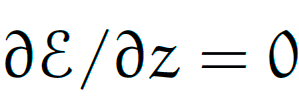 ∂ℰ/∂z = 0